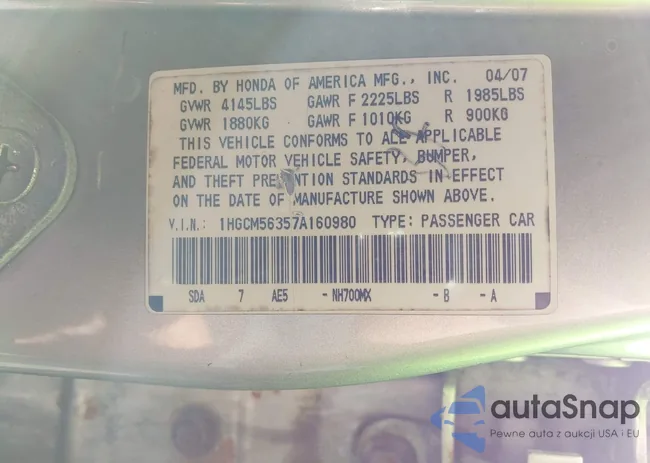 MFD. BY HONDA OF AMERICA MFG., INC. 04/07
GVWR 4145LBS GAWR F 2225LBS R 1985LBS
GVWR 1880KG GAWR F 1010KG R 900KG
THIS VEHICLE CONFORMS TO ALL APPLICABLE
FEDERAL MOTOR VEHICLE SAFETY, BUMPER,
AND THEFT PREVENTION STANDARDS IN EFFECT
ON THE DATE OF MANUFACTURE SHOWN ABOVE.
V.I.N.: 1HGCM56357A160980 TYPE: PASSENGER CAR
SDA 7 AE5 - NH700MX - B - A
autaSnap
Pewne auta z aukcji USA i EU